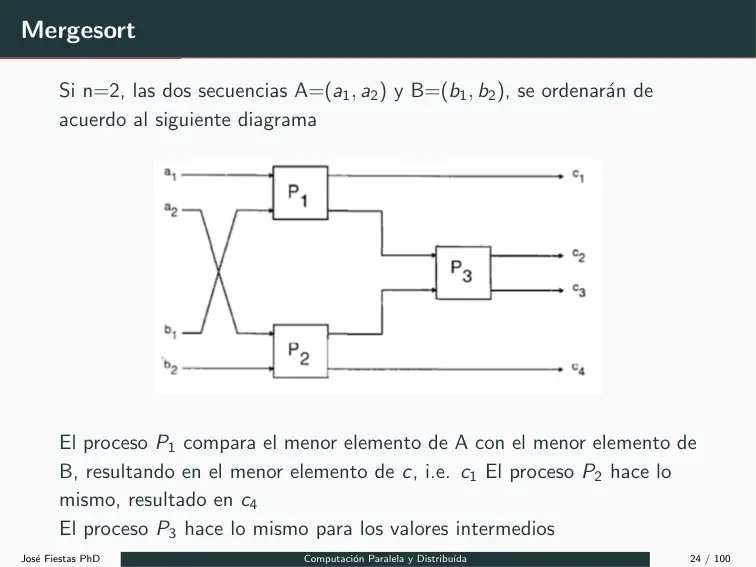 Mergesort
Si n=2, las dos secuencias A=(a₁, a₂) y B=(b₁, b₂), se ordenarán de
acuerdo al siguiente diagrama
a₁
P₁
c₁
a₂
c₂
P₃
c₃
b₁
P₂
b₂
c₄
El proceso P₁ compara el menor elemento de A con el menor elemento de
B, resultando en el menor elemento de c, i.e. c₁ El proceso P₂ hace lo
mismo, resultado en c₄
El proceso P₃ hace lo mismo para los valores intermedios
José Fiestas PhD
Computación Paralela y Distribuída
24 / 100